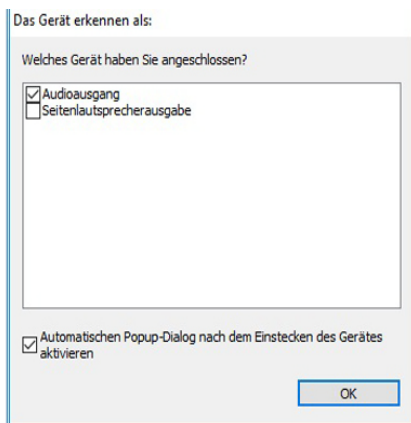 Das Gerät erkennen als:
Welches Gerät haben Sie angeschlossen?
Audioausgang
Seitenlautsprecherausgabe
Automatischen Popup-Dialog nach dem Einstecken des Gerätes
aktivieren
OK